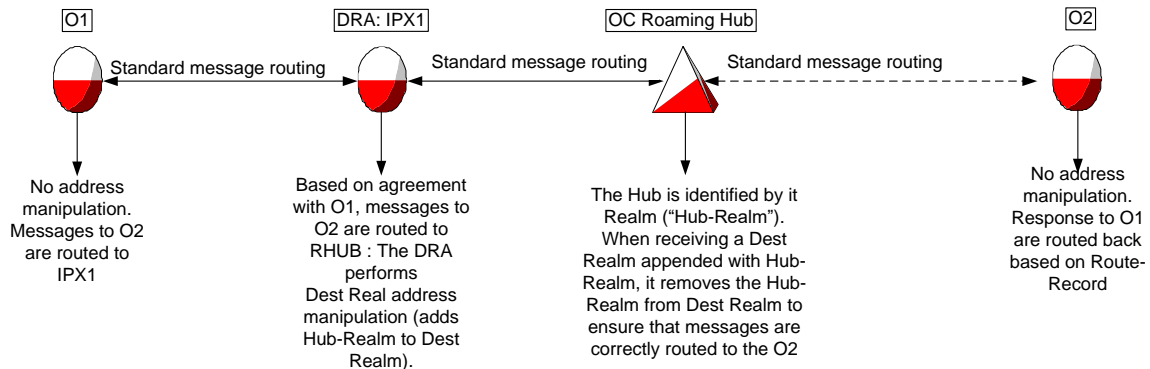 O1
DRA: IPX1
OC Roaming Hub
O2
Standard message routing
Standard message routing
Standard message routing
No address
manipulation.
Messages to O2
are routed to
IPX1
Based on agreement
with O1, messages to
O2 are routed to
RHUB : The DRA
performs
Dest Real address
manipulation (adds
Hub-Realm to Dest
Realm).
The Hub is identified by it
Realm (“Hub-Realm”).
When receiving a Dest
Realm appended with Hub-
Realm, it removes the Hub-
Realm from Dest Realm to
ensure that messages are
correctly routed to the O2
No address
manipulation.
Response to O1
are routed back
based on Route-
Record